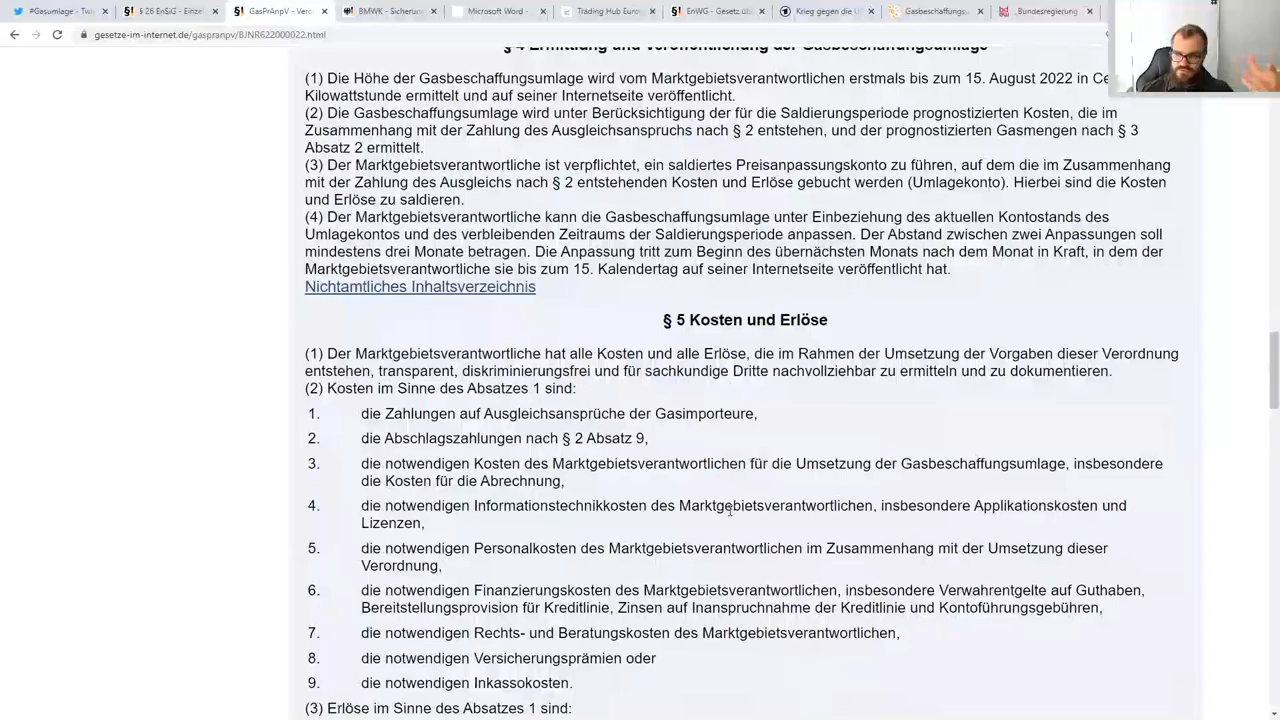 #Gasumlage - Tw
§ 26 EnSiG - Einze
GasPrAnpV - Vero
BMWK - Sicherun
Microsoft Word -
Trading Hub Euro
EnWG - Gesetz üb
Krieg gegen die U
Gasbeschaffungs
„Bundesregierung
gesetze-im-internet.de/gaspranpv/BJNR622000022.html
§ 4 Ermittlung und Veröffentlichung der Gasbeschaffungsumlage
(1) Die Höhe der Gasbeschaffungsumlage wird vom Marktgebietsverantwortlichen erstmals bis zum 15. August 2022 in Ce
Kilowattstunde ermittelt und auf seiner Internetseite veröffentlicht.
(2) Die Gasbeschaffungsumlage wird unter Berücksichtigung der für die Saldierungsperiode prognostizierten Kosten, die im
Zusammenhang mit der Zahlung des Ausgleichsanspruchs nach § 2 entstehen, und der prognostizierten Gasmengen nach § 3
Absatz 2 ermittelt.
(3) Der Marktgebietsverantwortliche ist verpflichtet, ein saldiertes Preisanpassungskonto zu führen, auf dem die im Zusammenhang
mit der Zahlung des Ausgleichs nach § 2 entstehenden Kosten und Erlöse gebucht werden (Umlagekonto). Hierbei sind die Kosten
und Erlöse zu saldieren.
(4) Der Marktgebietsverantwortliche kann die Gasbeschaffungsumlage unter Einbeziehung des aktuellen Kontostands des
Umlagekontos und des verbleibenden Zeitraums der Saldierungsperiode anpassen. Der Abstand zwischen zwei Anpassungen soll
mindestens drei Monate betragen. Die Anpassung tritt zum Beginn des übernächsten Monats nach dem Monat in Kraft, in dem der
Marktgebietsverantwortliche sie bis zum 15. Kalendertag auf seiner Internetseite veröffentlicht hat.
Nichtamtliches Inhaltsverzeichnis
§ 5 Kosten und Erlöse
(1) Der Marktgebietsverantwortliche hat alle Kosten und alle Erlöse, die im Rahmen der Umsetzung der Vorgaben dieser Verordnung
entstehen, transparent, diskriminierungsfrei und für sachkundige Dritte nachvollziehbar zu ermitteln und zu dokumentieren.
(2) Kosten im Sinne des Absatzes 1 sind:
1. die Zahlungen auf Ausgleichsansprüche der Gasimporteure,
2. die Abschlagszahlungen nach § 2 Absatz 9,
3. die notwendigen Kosten des Marktgebietsverantwortlichen für die Umsetzung der Gasbeschaffungsumlage, insbesondere
die Kosten für die Abrechnung,
4. die notwendigen Informationstechnikkosten des Marktgebietsverantwortlichen, insbesondere Applikationskosten und
Lizenzen,
5. die notwendigen Personalkosten des Marktgebietsverantwortlichen im Zusammenhang mit der Umsetzung dieser
Verordnung,
6. die notwendigen Finanzierungskosten des Marktgebietsverantwortlichen, insbesondere Verwahrentgelte auf Guthaben,
Bereitstellungsprovision für Kreditlinie, Zinsen auf Inanspruchnahme der Kreditlinie und Kontoführungsgebühren,
7. die notwendigen Rechts- und Beratungskosten des Marktgebietsverantwortlichen,
8. die notwendigen Versicherungsprämien oder
9. die notwendigen Inkassokosten.
(3) Erlöse im Sinne des Absatzes 1 sind: